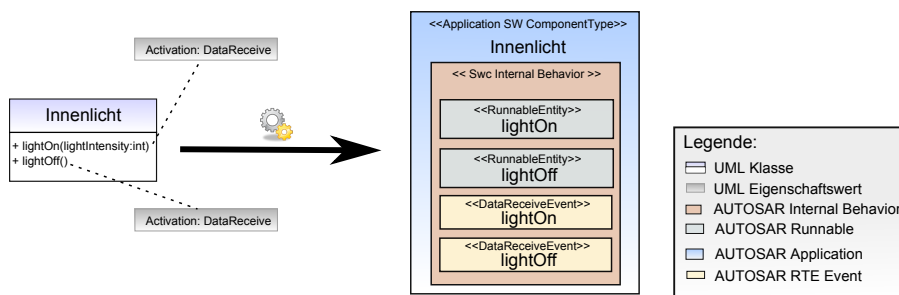 Activation: DataReceive
Innenlicht
+ lightOn(lightIntensity:int)
+ lightOff()
Activation: DataReceive
<<Application SW ComponentType>>
Innenlicht
<< Swc Internal Behavior >>
<<RunnableEntity>>
lightOn
<<RunnableEntity>>
lightOff
<<DataReceiveEvent>>
lightOn
<<DataReceiveEvent>>
lightOff
Legende:
UML Klasse
UML Eigenschaftswert
AUTOSAR Internal Behavior
AUTOSAR Runnable
AUTOSAR Application
AUTOSAR RTE Event